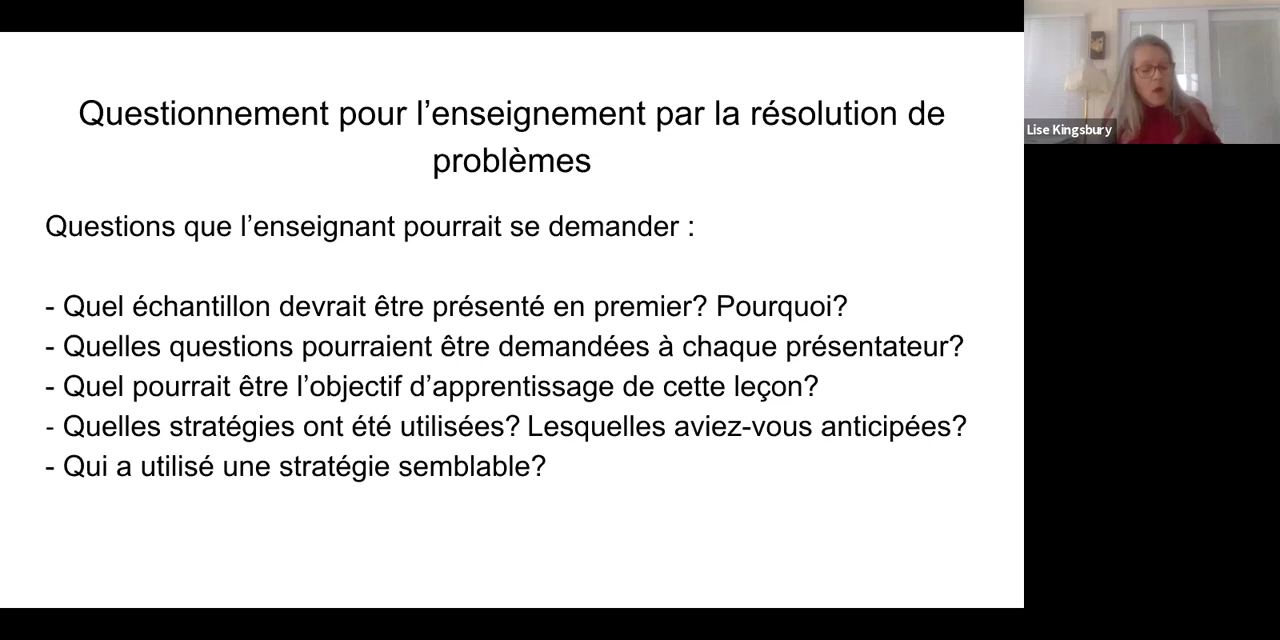 Questionnement pour l’enseignement par la résolution de
problèmes
Questions que l’enseignant pourrait se demander :
- Quel échantillon devrait être présenté en premier? Pourquoi?
- Quelles questions pourraient être demandées à chaque présentateur?
- Quel pourrait être l’objectif d’apprentissage de cette leçon?
- Quelles stratégies ont été utilisées? Lesquelles aviez-vous anticipées?
- Qui a utilisé une stratégie semblable?
Lise Kingsbury